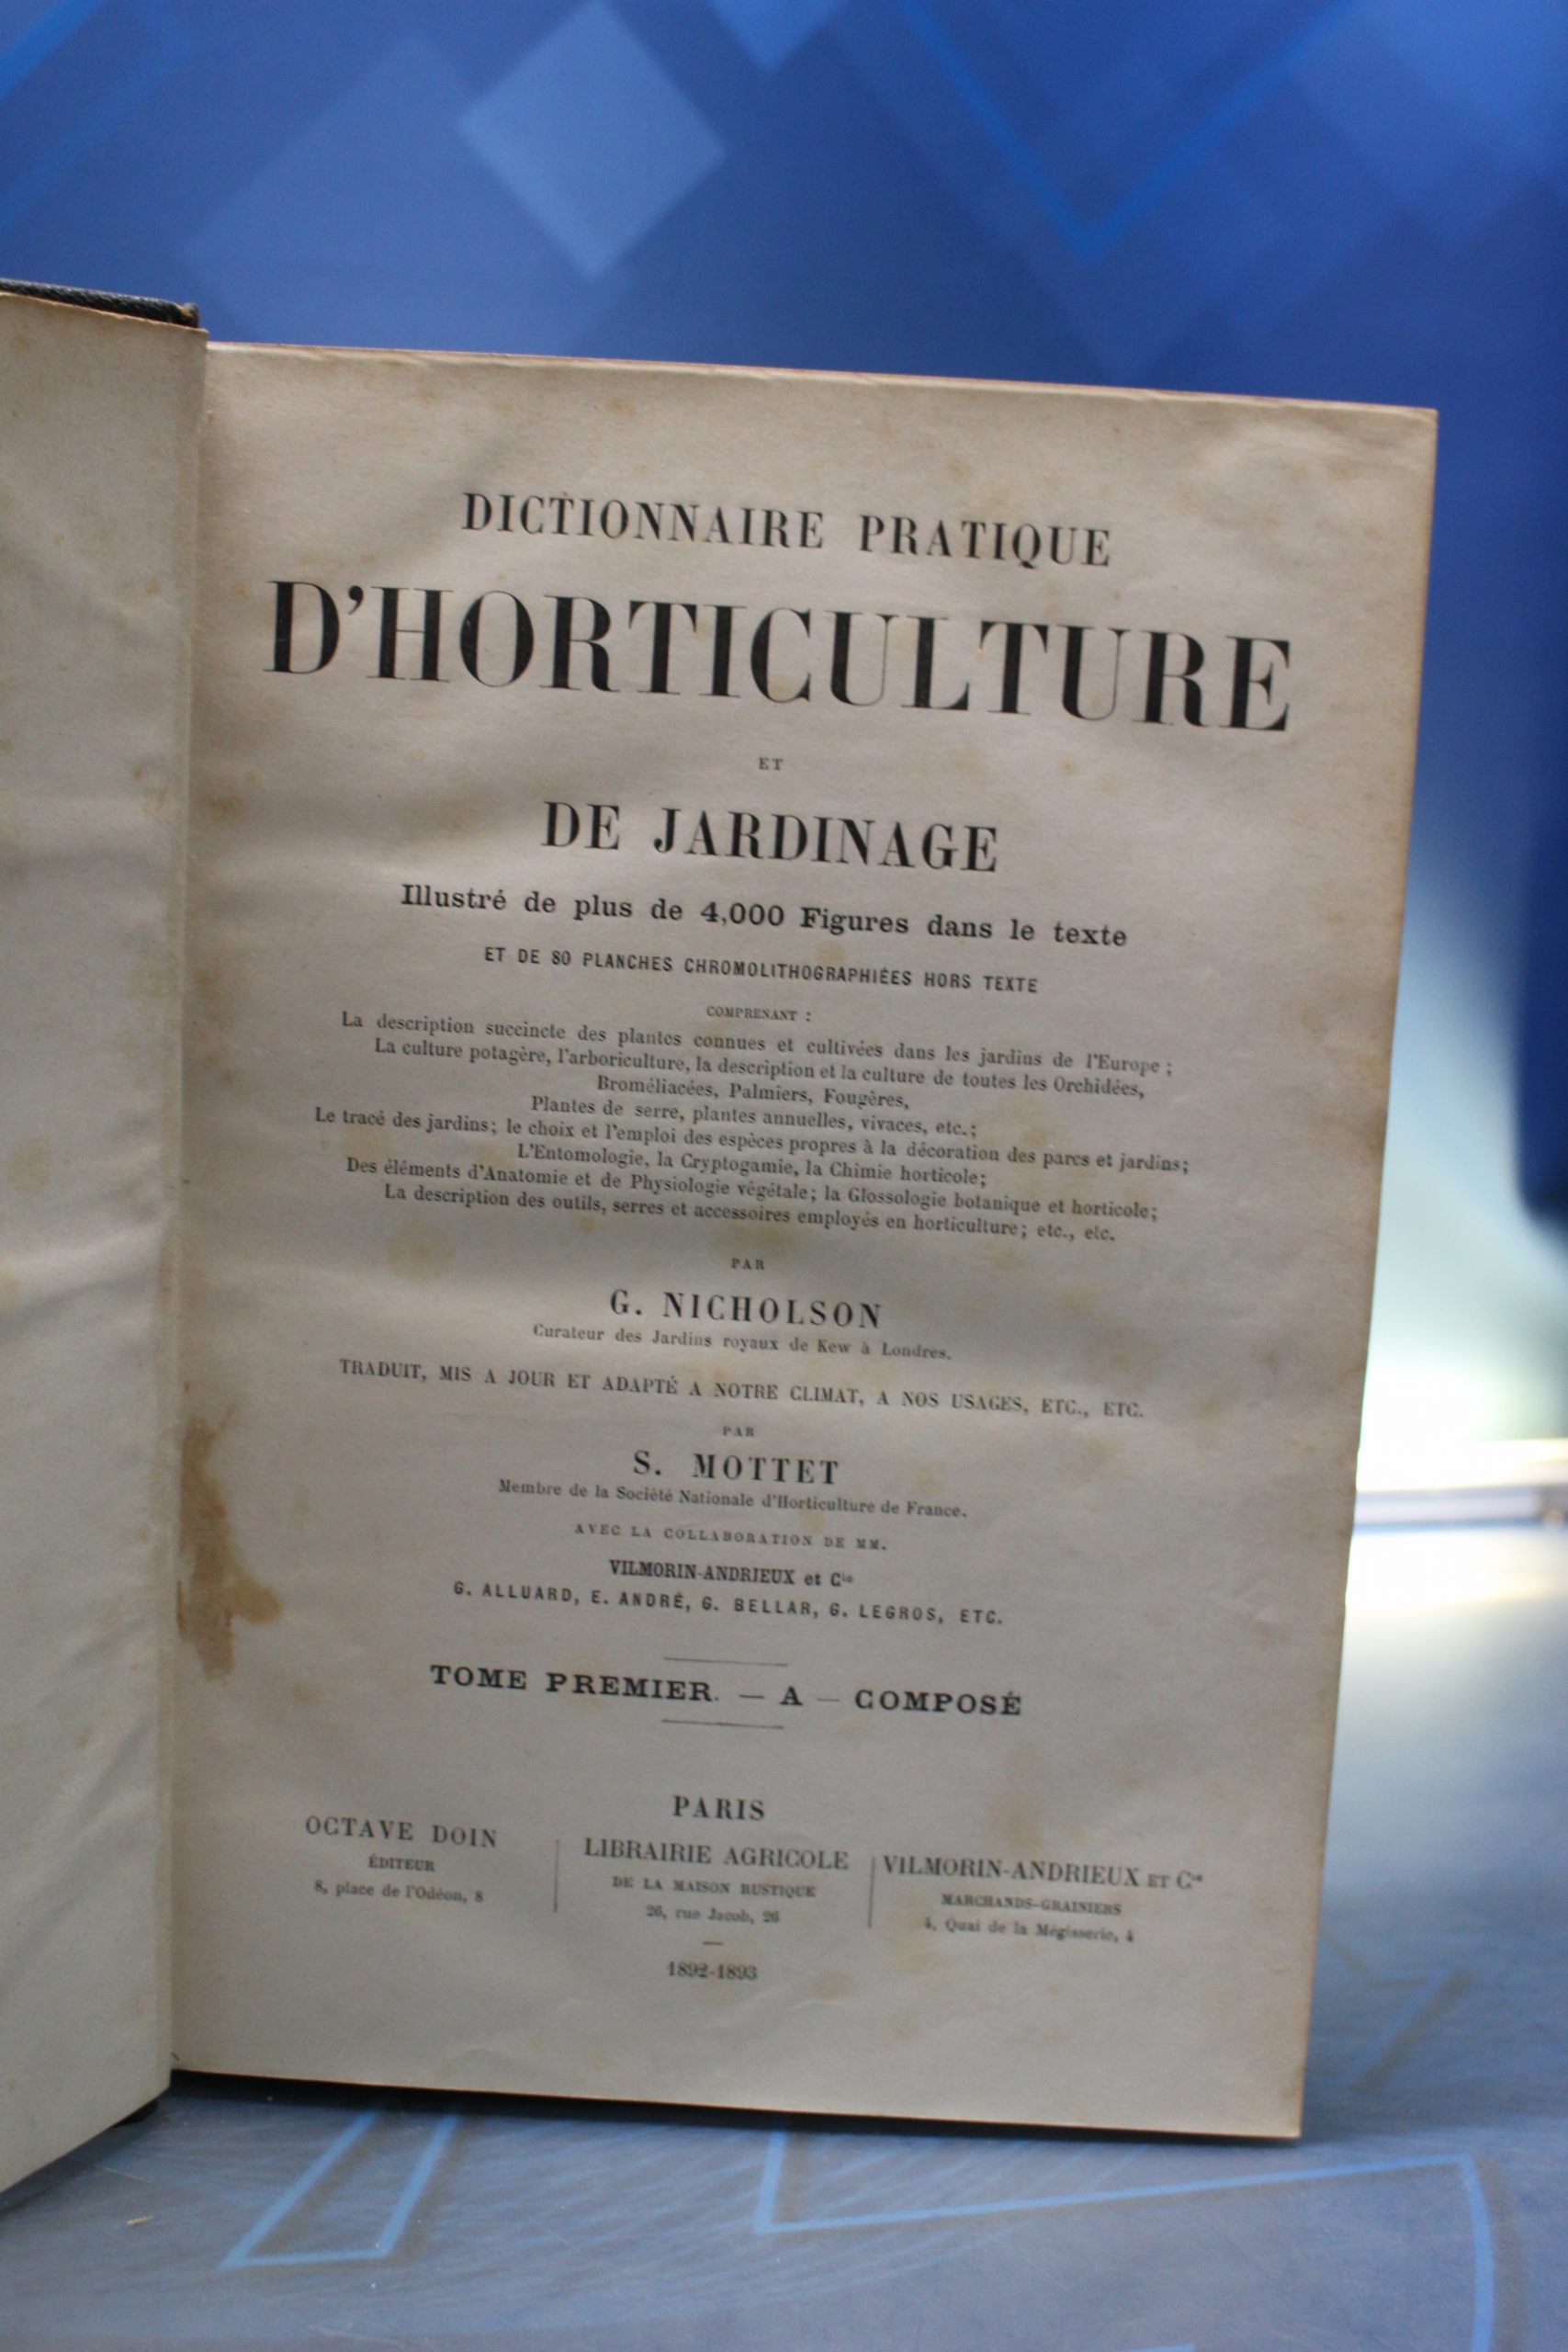 DICTIONNAIRE PRATIQUE
D'HORTICULTURE
ET
DE JARDINAGE
Illustré de plus de 4,000 Figures dans le texte
ET DE 80 PLANCHES CHROMOLITHOGRAPHIÉES HORS TEXTE
COMPRENANT :
La description succincte des plantes connues et cultivées dans les jardins de l'Europe ;
La culture potagère, l'arboriculture, la description et la culture de toutes les Orchidées,
Broméliacées, Palmiers, Fougères,
Plantes de serre, plantes annuelles, vivaces, etc.;
Le tracé des jardins; le choix et l'emploi des espèces propres à la décoration des parcs et jardins;
L'Entomologie, la Cryptogamie, la Chimie horticole;
Des éléments d'Anatomie et de Physiologie végétale; la Glossologie botanique et horticole;
La description des outils, serres et accessoires employés en horticulture; etc., etc.
PAR
G. NICHOLSON
Curateur des Jardins royaux de Kew à Londres.
TRADUIT, MIS A JOUR ET ADAPTÉ A NOTRE CLIMAT, A NOS USAGES, ETC., ETC.
PAR
S. MOTTET
Membre de la Société Nationale d'Horticulture de France.
AVEC LA COLLABORATION DE MM.
VILMORIN-ANDRIEUX et Cie
G. ALLUARD, E. ANDRÉ, G. BELLAR, G. LEGROS, ETC.
TOME PREMIER. — A — COMPOSÉ
PARIS
OCTAVE DOIN
ÉDITEUR
8, place de l'Odéon, 8
LIBRAIRIE AGRICOLE
DE LA MAISON RUSTIQUE
26, rue Jacob, 26
VILMORIN-ANDRIEUX ET Cie
MARCHANDS-GRAINIERS
4, Quai de la Mégisserie, 4
1892-1893